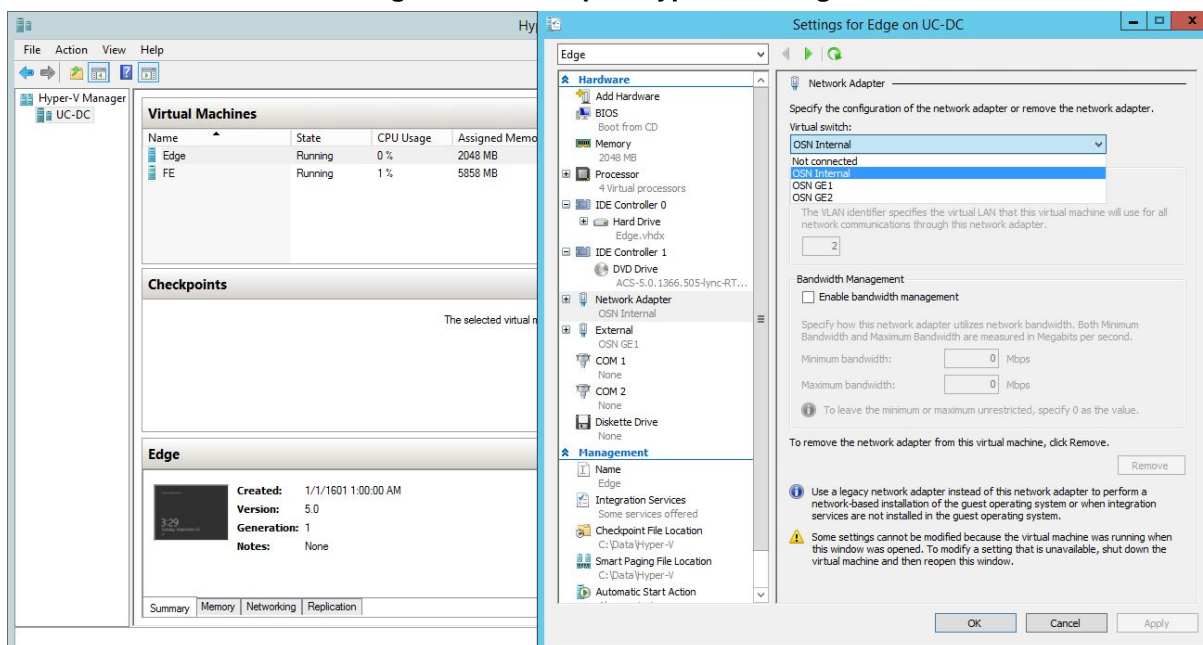 Hy
File Action View Help
Hyper-V Manager
UC-DC
Virtual Machines
Name State CPU Usage Assigned Memo
Edge Running 0 % 2048 MB
FE Running 1 % 5858 MB
Checkpoints
The selected virtual m
Edge
3:29
Created: 1/1/1601 1:00:00 AM
Version: 5.0
Generation: 1
Notes: None
Summary Memory Networking Replication
Settings for Edge on UC-DC
Edge
Hardware
Add Hardware
BIOS
Boot from CD
Memory
2048 MB
Processor
4 Virtual processors
IDE Controller 0
Hard Drive
Edge.vhdx
IDE Controller 1
DVD Drive
ACS-5.0.1366.505-lync-RT...
Network Adapter
OSN Internal
External
OSN GE1
COM 1
None
COM 2
None
Diskette Drive
None
Management
Name
Edge
Integration Services
Some services offered
Checkpoint File Location
C:\Data\Hyper-V
Smart Paging File Location
C:\Data\Hyper-V
Automatic Start Action
Network Adapter
Specify the configuration of the network adapter or remove the network adapter.
Virtual switch:
OSN Internal
Not connected
OSN Internal
OSN GE1
OSN GE2
The VLAN identifier specifies the virtual LAN that this virtual machine will use for all
network communications through this network adapter.
2
Bandwidth Management
Enable bandwidth management
Specify how this network adapter utilizes network bandwidth. Both Minimum
Bandwidth and Maximum Bandwidth are measured in Megabits per second.
Minimum bandwidth: 0 Mbps
Maximum bandwidth: 0 Mbps
To leave the minimum or maximum unrestricted, specify 0 as the value.
To remove the network adapter from this virtual machine, click Remove.
Remove
Use a legacy network adapter instead of this network adapter to perform a
network-based installation of the guest operating system or when integration
services are not installed in the guest operating system.
Some settings cannot be modified because the virtual machine was running when
this window was opened. To modify a setting that is unavailable, shut down the
virtual machine and then reopen this window.
OK Cancel Apply